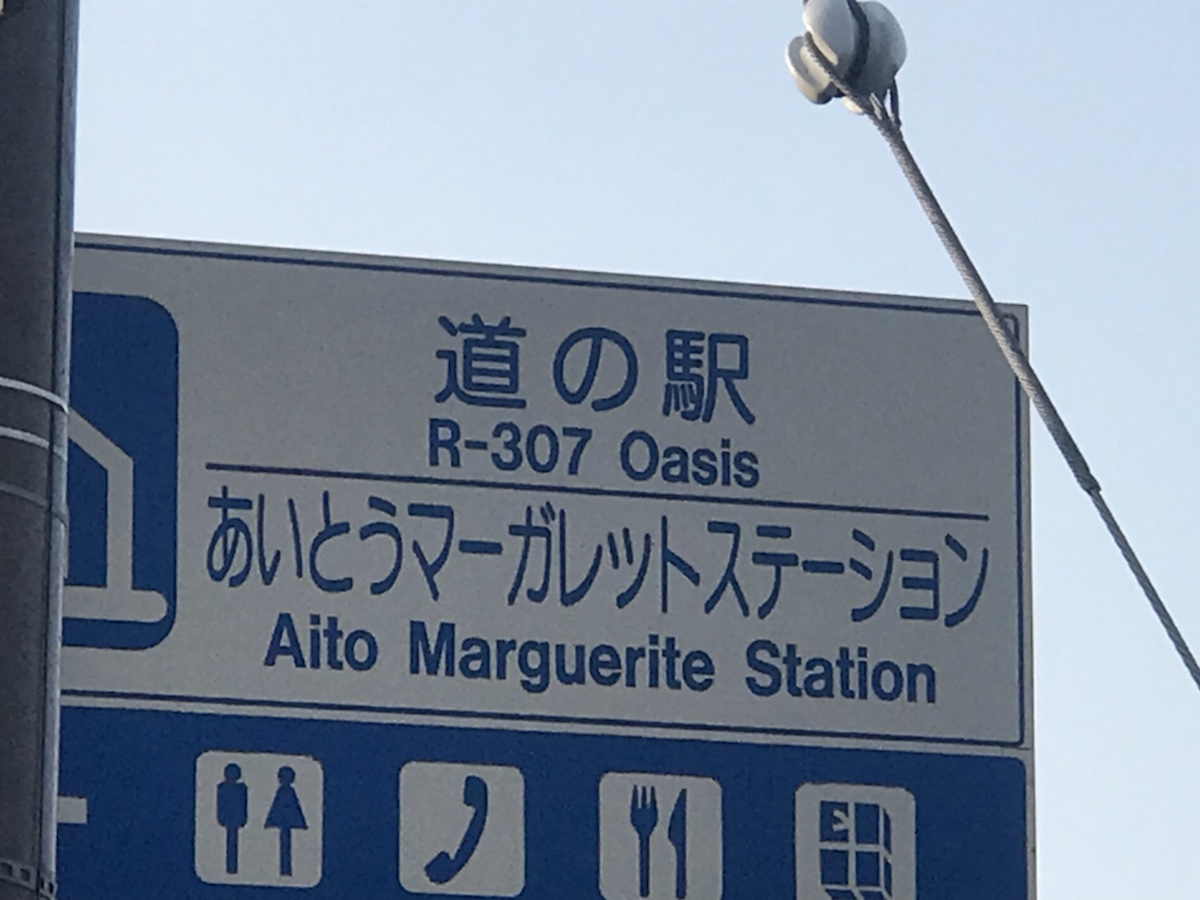 道の駅
R-307 Oasis
あいとうマーガレットステーション
Aito Marguerite Station